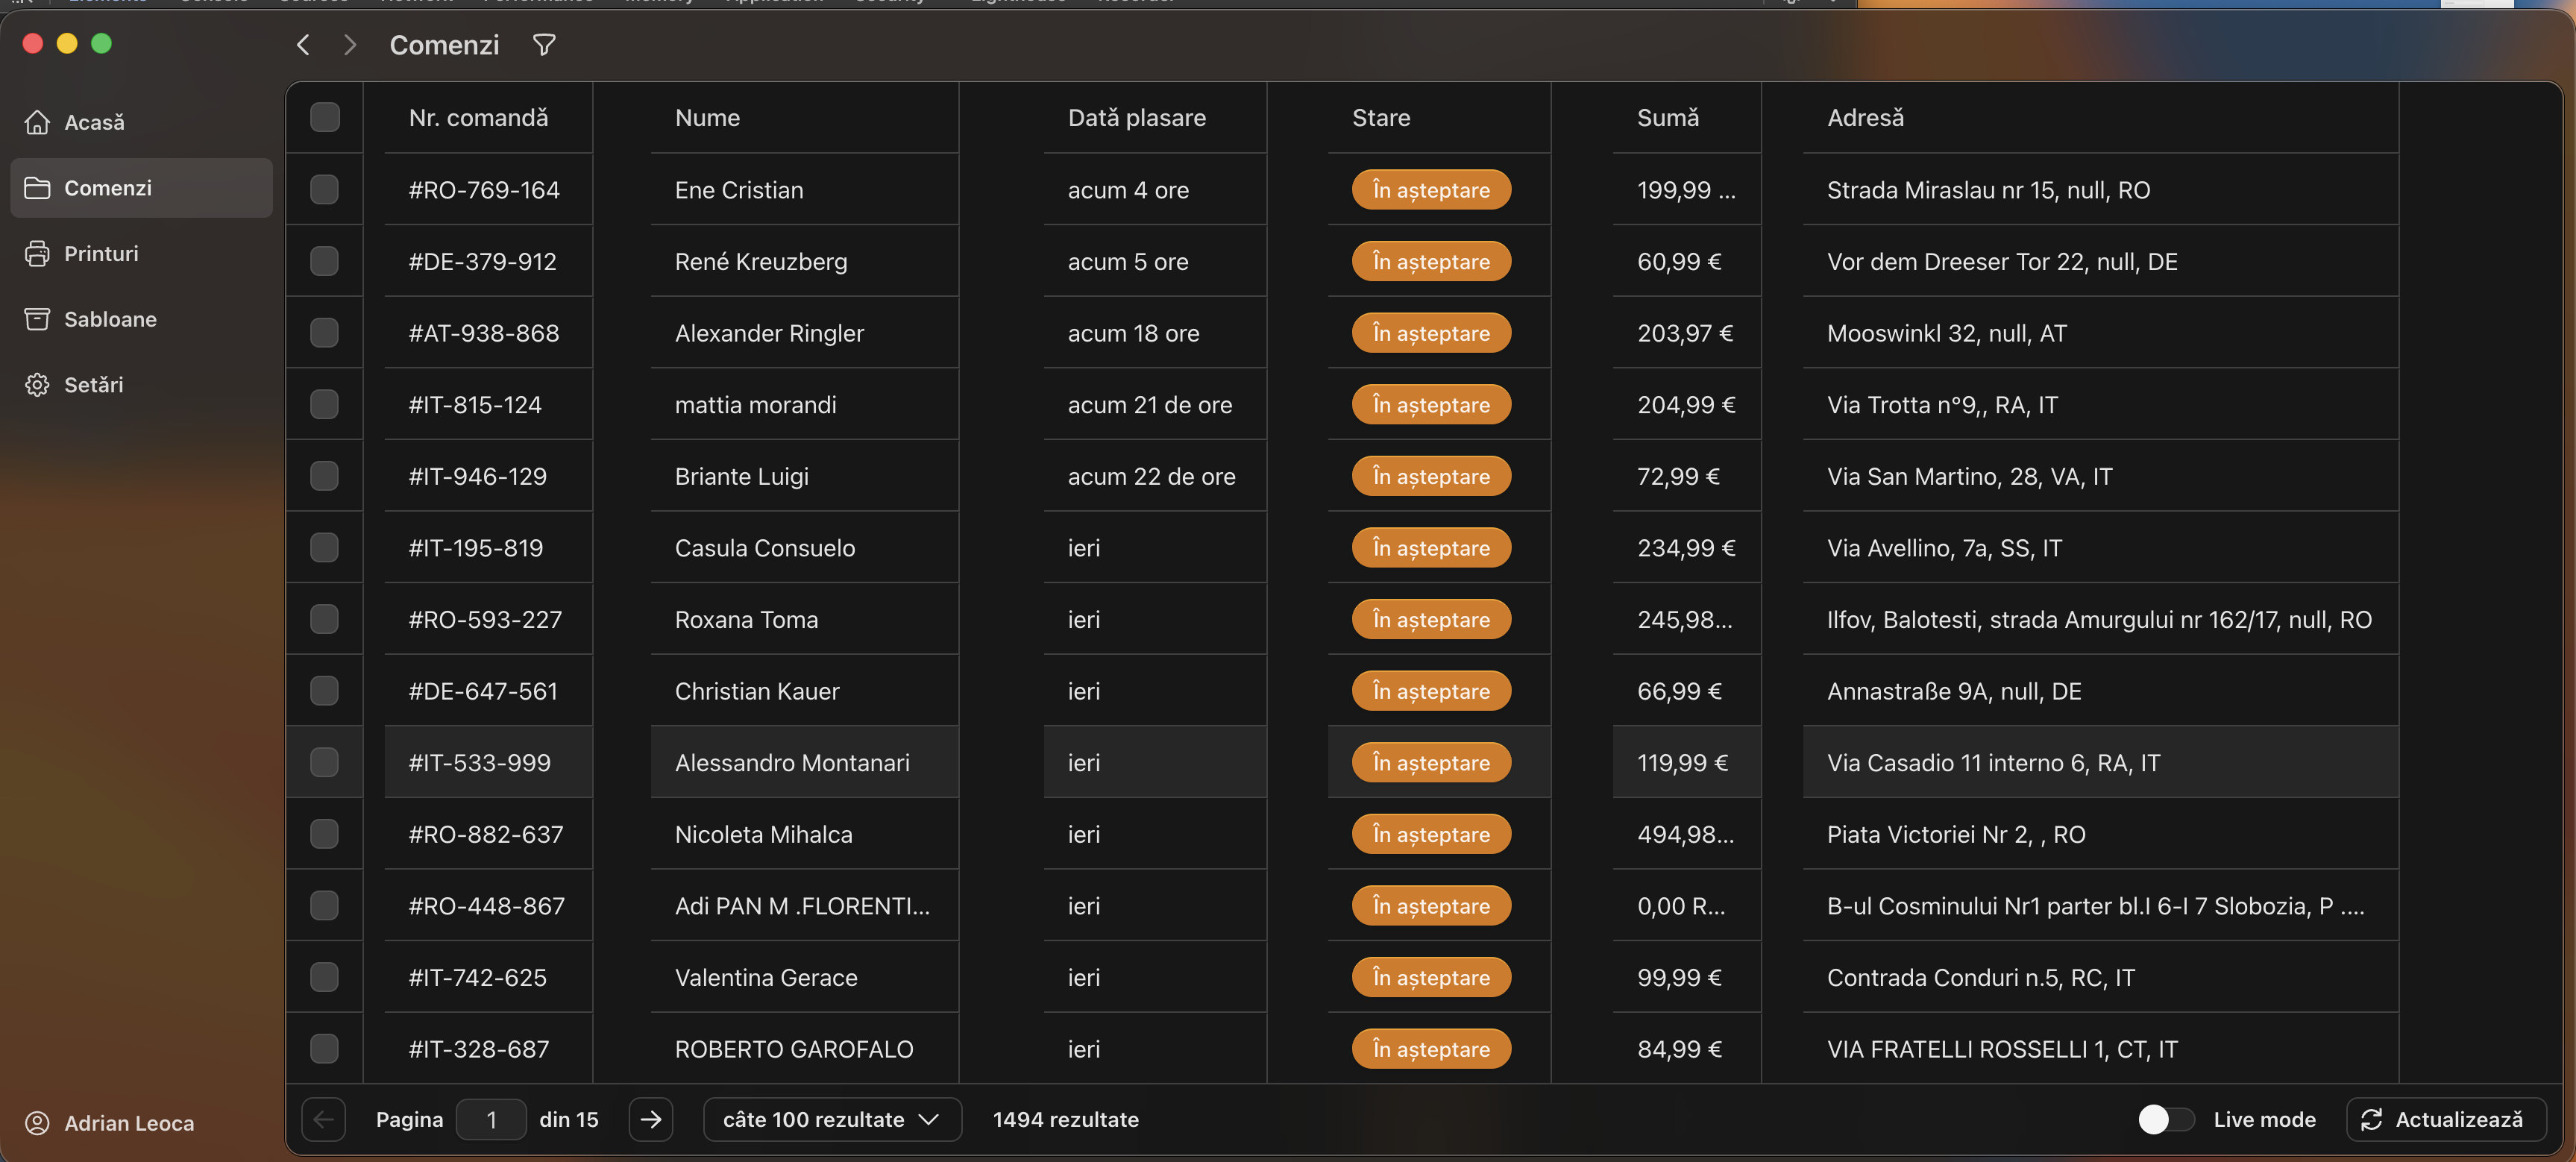 Comenzi
Acasă
Comenzi
Printuri
Sabloane
Setări
Adrian Leoca
Nr. comandă Nume Dată plasare Stare Sumă Adresă
#RO-769-164 Ene Cristian acum 4 ore În așteptare 199,99 ... Strada Miraslau nr 15, null, RO
#DE-379-912 René Kreuzberg acum 5 ore În așteptare 60,99 € Vor dem Dreeser Tor 22, null, DE
#AT-938-868 Alexander Ringler acum 18 ore În așteptare 203,97 € Mooswinkl 32, null, AT
#IT-815-124 mattia morandi acum 21 de ore În așteptare 204,99 € Via Trotta n°9,, RA, IT
#IT-946-129 Briante Luigi acum 22 de ore În așteptare 72,99 € Via San Martino, 28, VA, IT
#IT-195-819 Casula Consuelo ieri În așteptare 234,99 € Via Avellino, 7a, SS, IT
#RO-593-227 Roxana Toma ieri În așteptare 245,98... Ilfov, Balotesti, strada Amurgului nr 162/17, null, RO
#DE-647-561 Christian Kauer ieri În așteptare 66,99 € Annastraße 9A, null, DE
#IT-533-999 Alessandro Montanari ieri În așteptare 119,99 € Via Casadio 11 interno 6, RA, IT
#RO-882-637 Nicoleta Mihalca ieri În așteptare 494,98... Piata Victoriei Nr 2, , RO
#RO-448-867 Adi PAN M .FLORENTI... ieri În așteptare 0,00 R... B-ul Cosminului Nr1 parter bl.I 6-I 7 Slobozia, P ....
#IT-742-625 Valentina Gerace ieri În așteptare 99,99 € Contrada Conduri n.5, RC, IT
#IT-328-687 ROBERTO GAROFALO ieri În așteptare 84,99 € VIA FRATELLI ROSSELLI 1, CT, IT
Pagina 1 din 15 câte 100 rezultate 1494 rezultate Live mode Actualizează